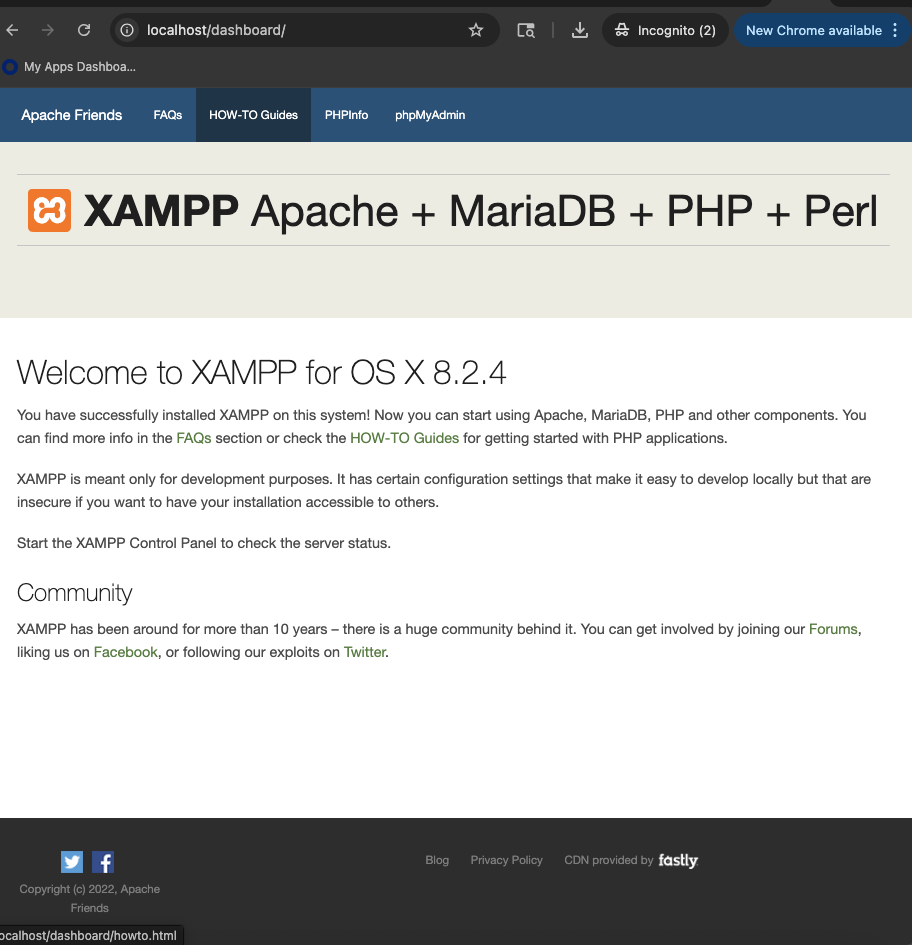 localhost/dashboard/
Incognito (2)
New Chrome available
My Apps Dashboa...
Apache Friends FAQs HOW-TO Guides PHPInfo phpMyAdmin
XAMPP Apache + MariaDB + PHP + Perl
Welcome to XAMPP for OS X 8.2.4
You have successfully installed XAMPP on this system! Now you can start using Apache, MariaDB, PHP and other components. You
can find more info in the FAQs section or check the HOW-TO Guides for getting started with PHP applications.
XAMPP is meant only for development purposes. It has certain configuration settings that make it easy to develop locally but that are
insecure if you want to have your installation accessible to others.
Start the XAMPP Control Panel to check the server status.
Community
XAMPP has been around for more than 10 years – there is a huge community behind it. You can get involved by joining our Forums,
liking us on Facebook, or following our exploits on Twitter.
Blog Privacy Policy CDN provided by fastly
Copyright (c) 2022, Apache
Friends
ocalhost/dashboard/howto.html